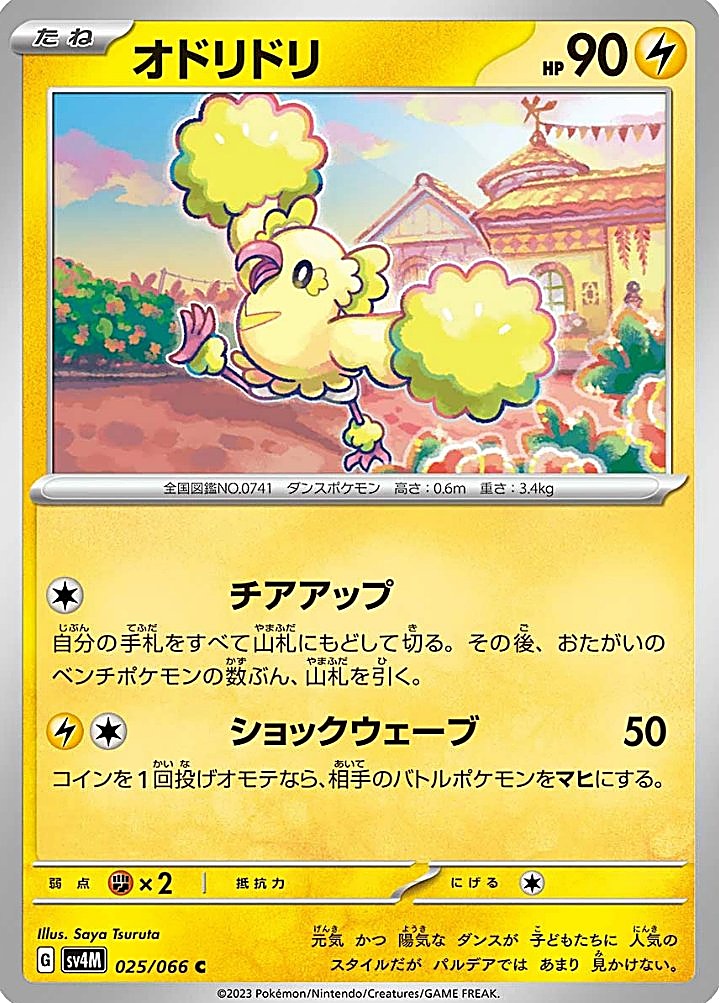 たね
オドリドリ
HP 90
全国図鑑NO.0741 ダンスポケモン 高さ:0.6m 重さ:3.4kg
チアアップ
自分の手札をすべて山札にもどして切る。その後、おたがいの
ベンチポケモンの数ぶん、山札を引く。
ショックウェーブ 50
コインを1回投げオモテなら、相手のバトルポケモンをマヒにする。
弱点 ×2 抵抗力 にげる
Illus. Saya Tsuruta
G SV4M 025/066 C
元気 かつ 陽気な ダンスが 子どもたちに 人気の
スタイルだが パルデアでは あまり 見かけない。
©2023 Pokémon/Nintendo/Creatures/GAME FREAK.